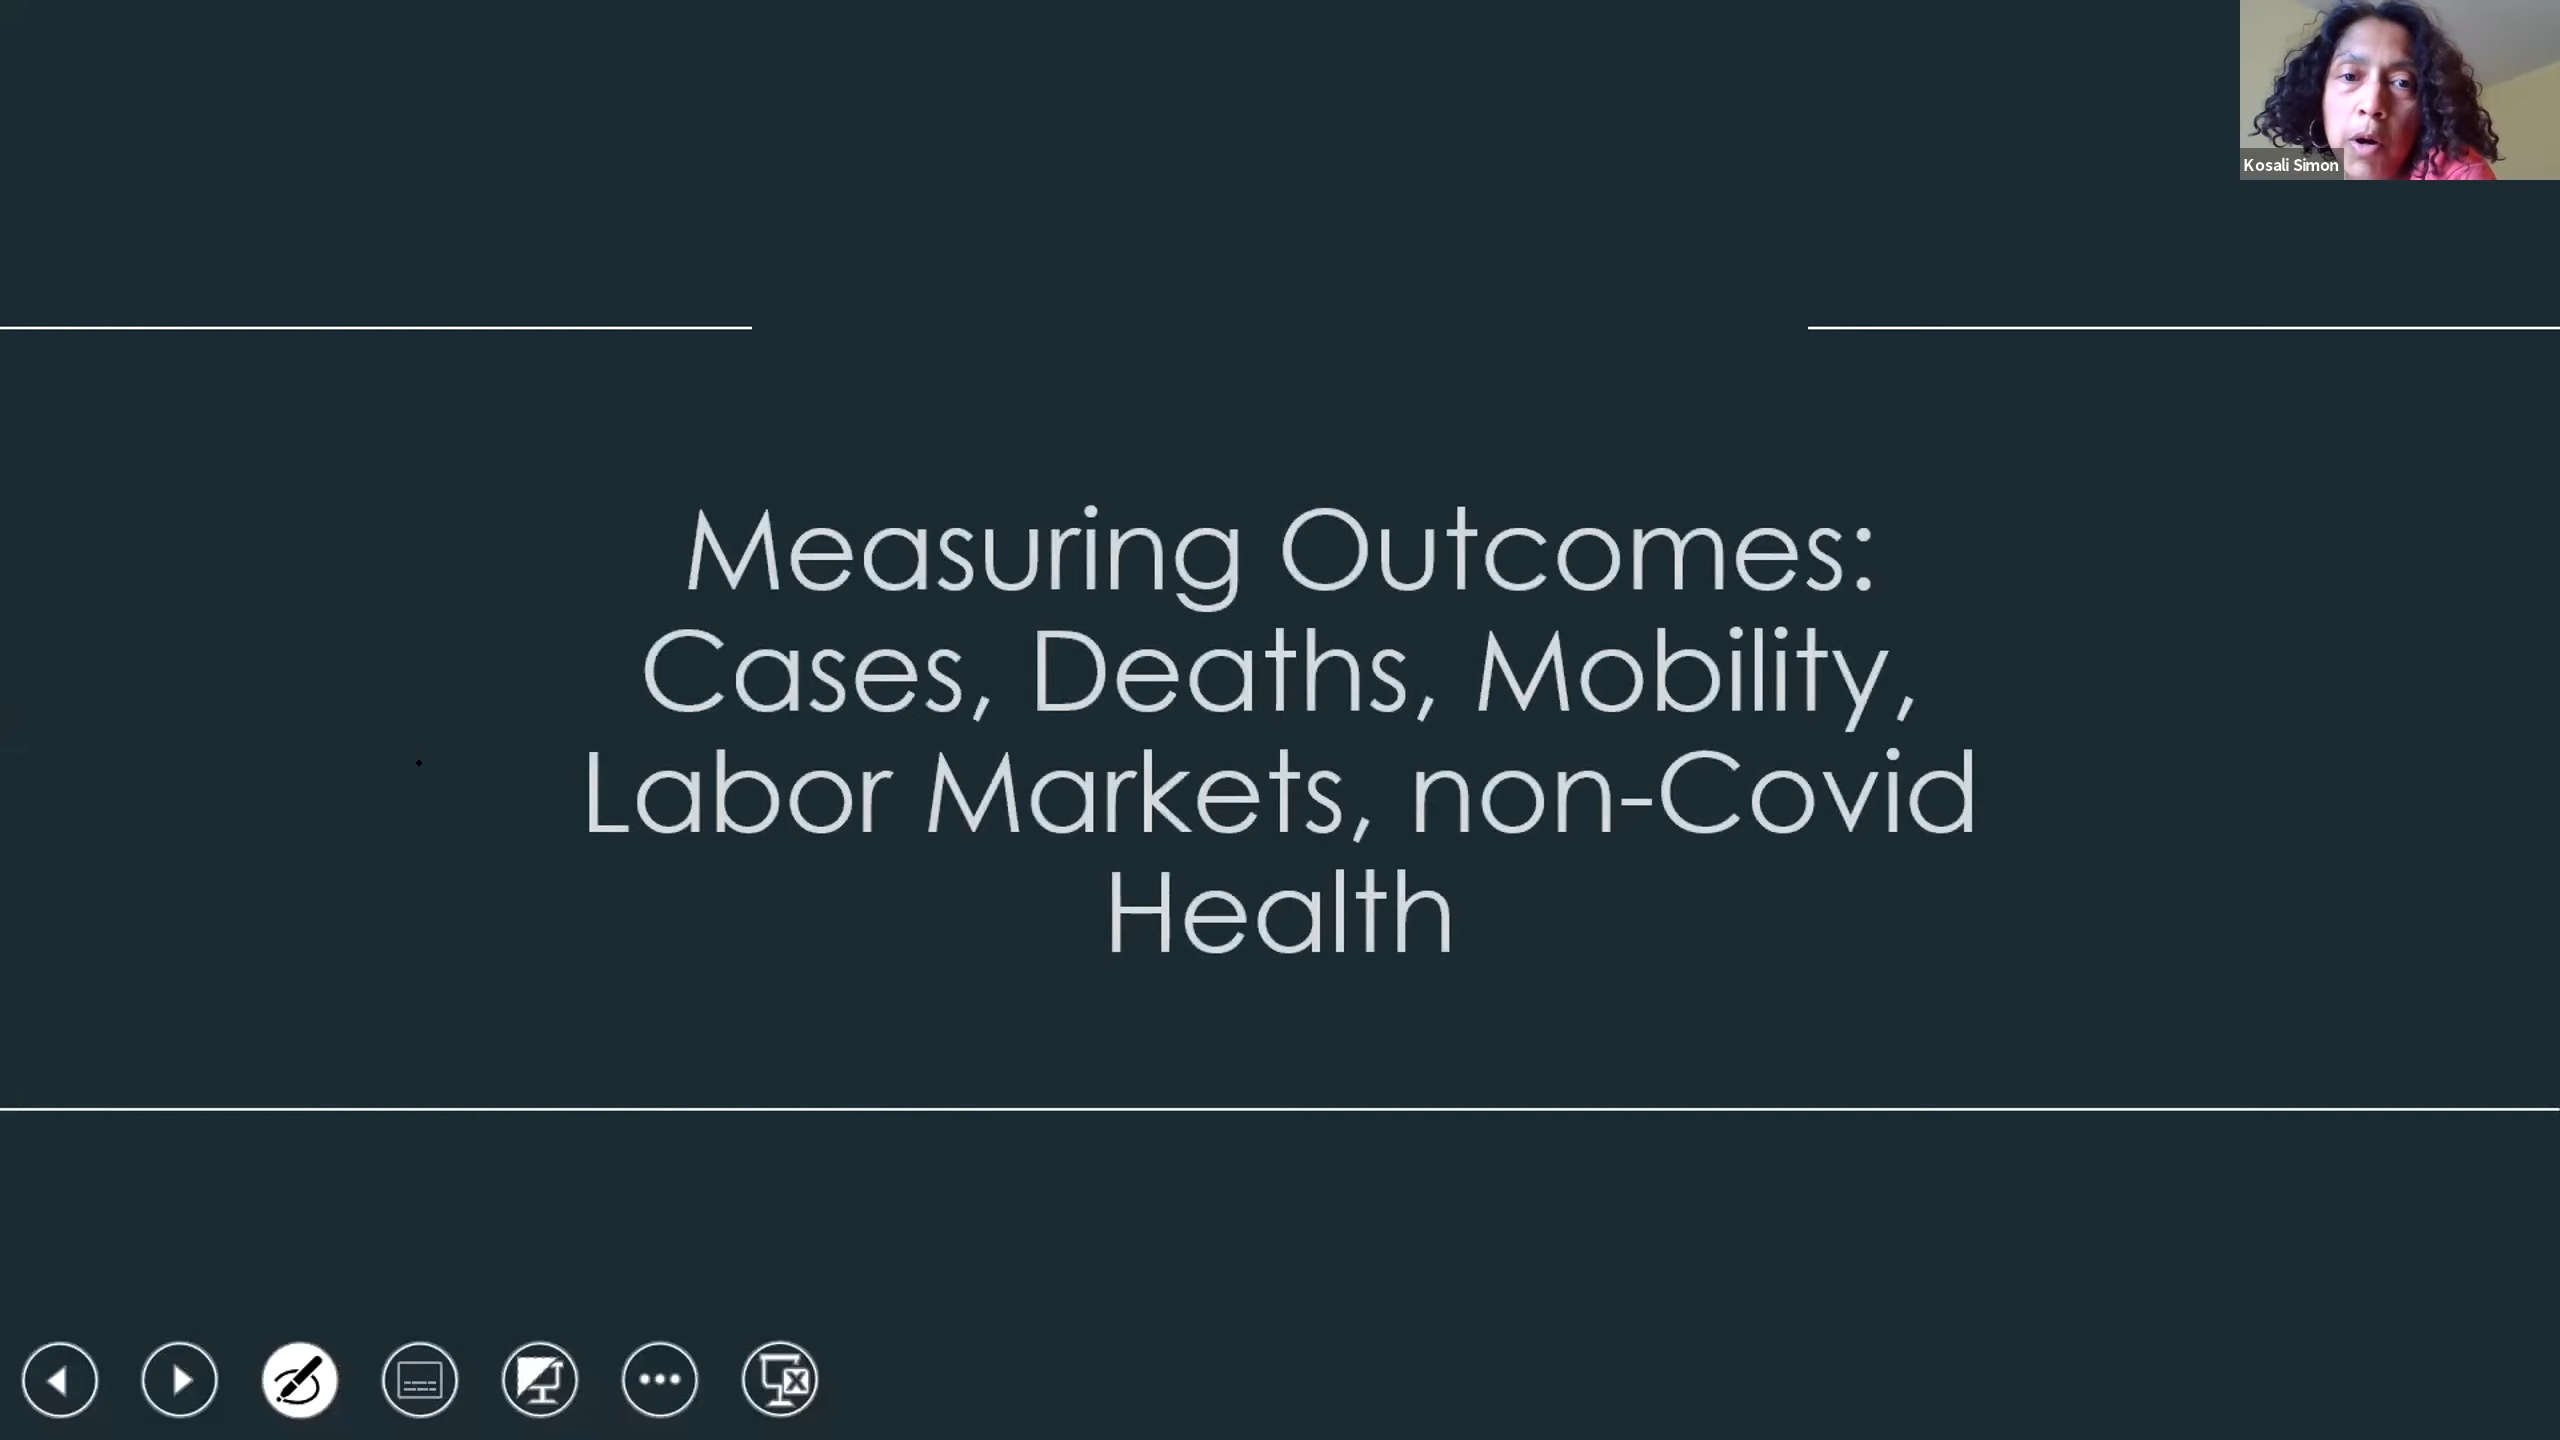 Kosali Simon
Measuring Outcomes:
Cases, Deaths, Mobility,
Labor Markets, non-Covid
Health